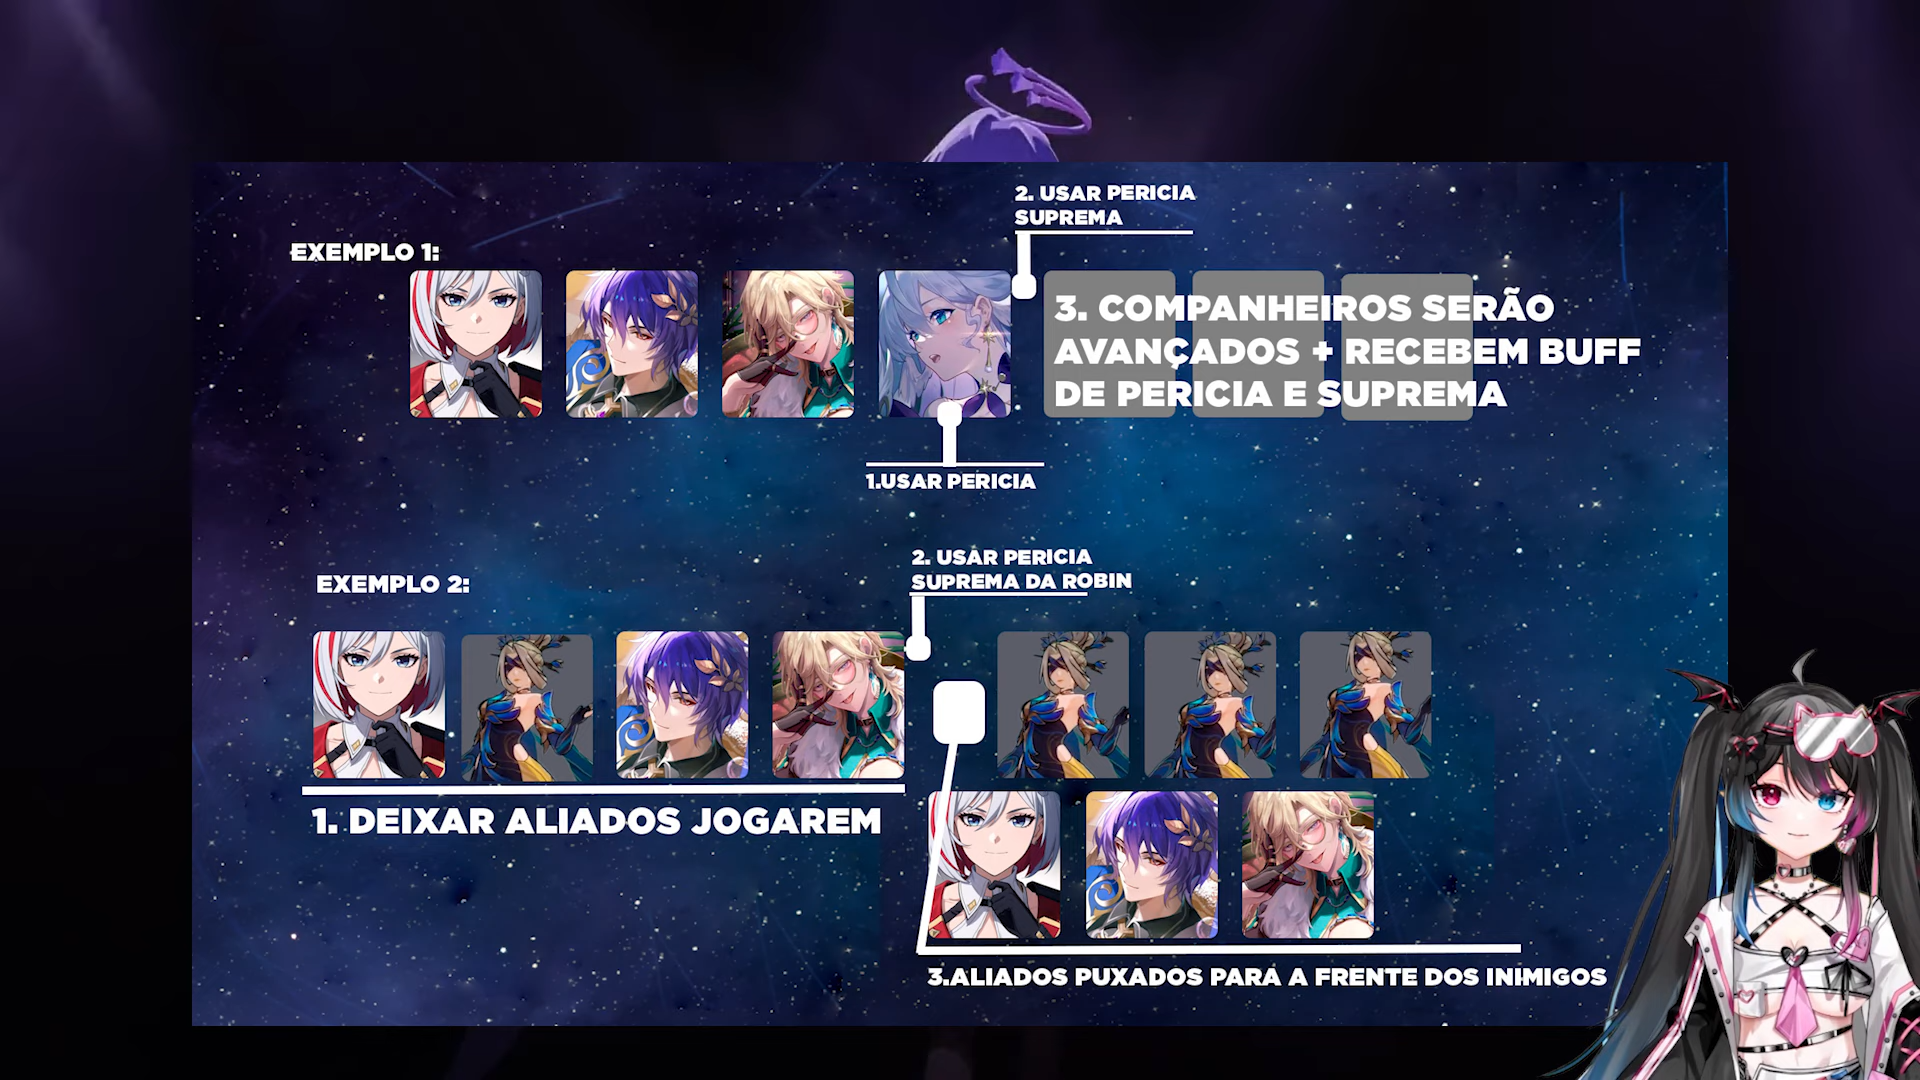 EXEMPLO 1:
2. USAR PERICIA
SUPREMA
3. COMPANHEIROS SERÃO
AVANÇADOS + RECEBEM BUFF
DE PERICIA E SUPREMA
1.USAR PERICIA
EXEMPLO 2:
2. USAR PERICIA
SUPREMA DA ROBIN
1. DEIXAR ALIADOS JOGAREM
3.ALIADOS PUXADOS PARA A FRENTE DOS INIMIGOS